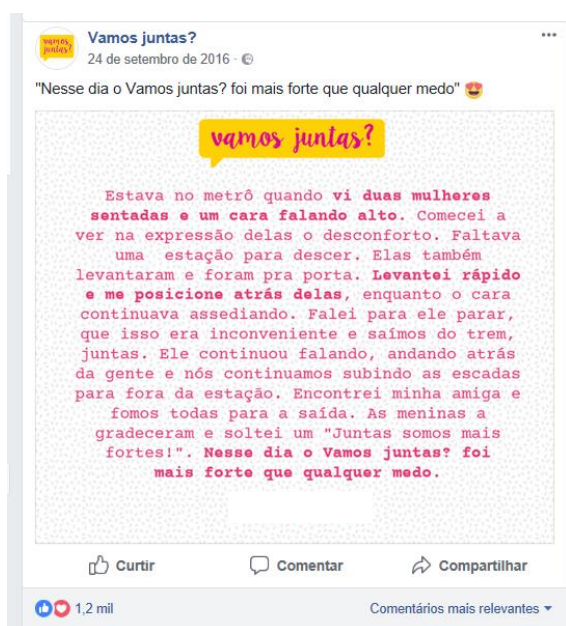 vamos juntas?
Vamos juntas?
24 de setembro de 2016 ·
"Nesse dia o Vamos juntas? foi mais forte que qualquer medo" 😍
vamos juntas?
Estava no metrô quando vi duas mulheres
sentadas e um cara falando alto. Comecei a
ver na expressão delas o desconforto. Faltava
uma estação para descer. Elas também
levantaram e foram pra porta. Levantei rápido
e me posicione atrás delas, enquanto o cara
continuava assediando. Falei para ele parar,
que isso era inconveniente e saímos do trem,
juntas. Ele continuou falando, andando atrás
da gente e nós continuamos subindo as escadas
para fora da estação. Encontrei minha amiga e
fomos todas para a saída. As meninas a
gradeceram e soltei um "Juntas somos mais
fortes!". Nesse dia o Vamos juntas? foi
mais forte que qualquer medo.
Curtir Comentar Compartilhar
1,2 mil Comentários mais relevantes